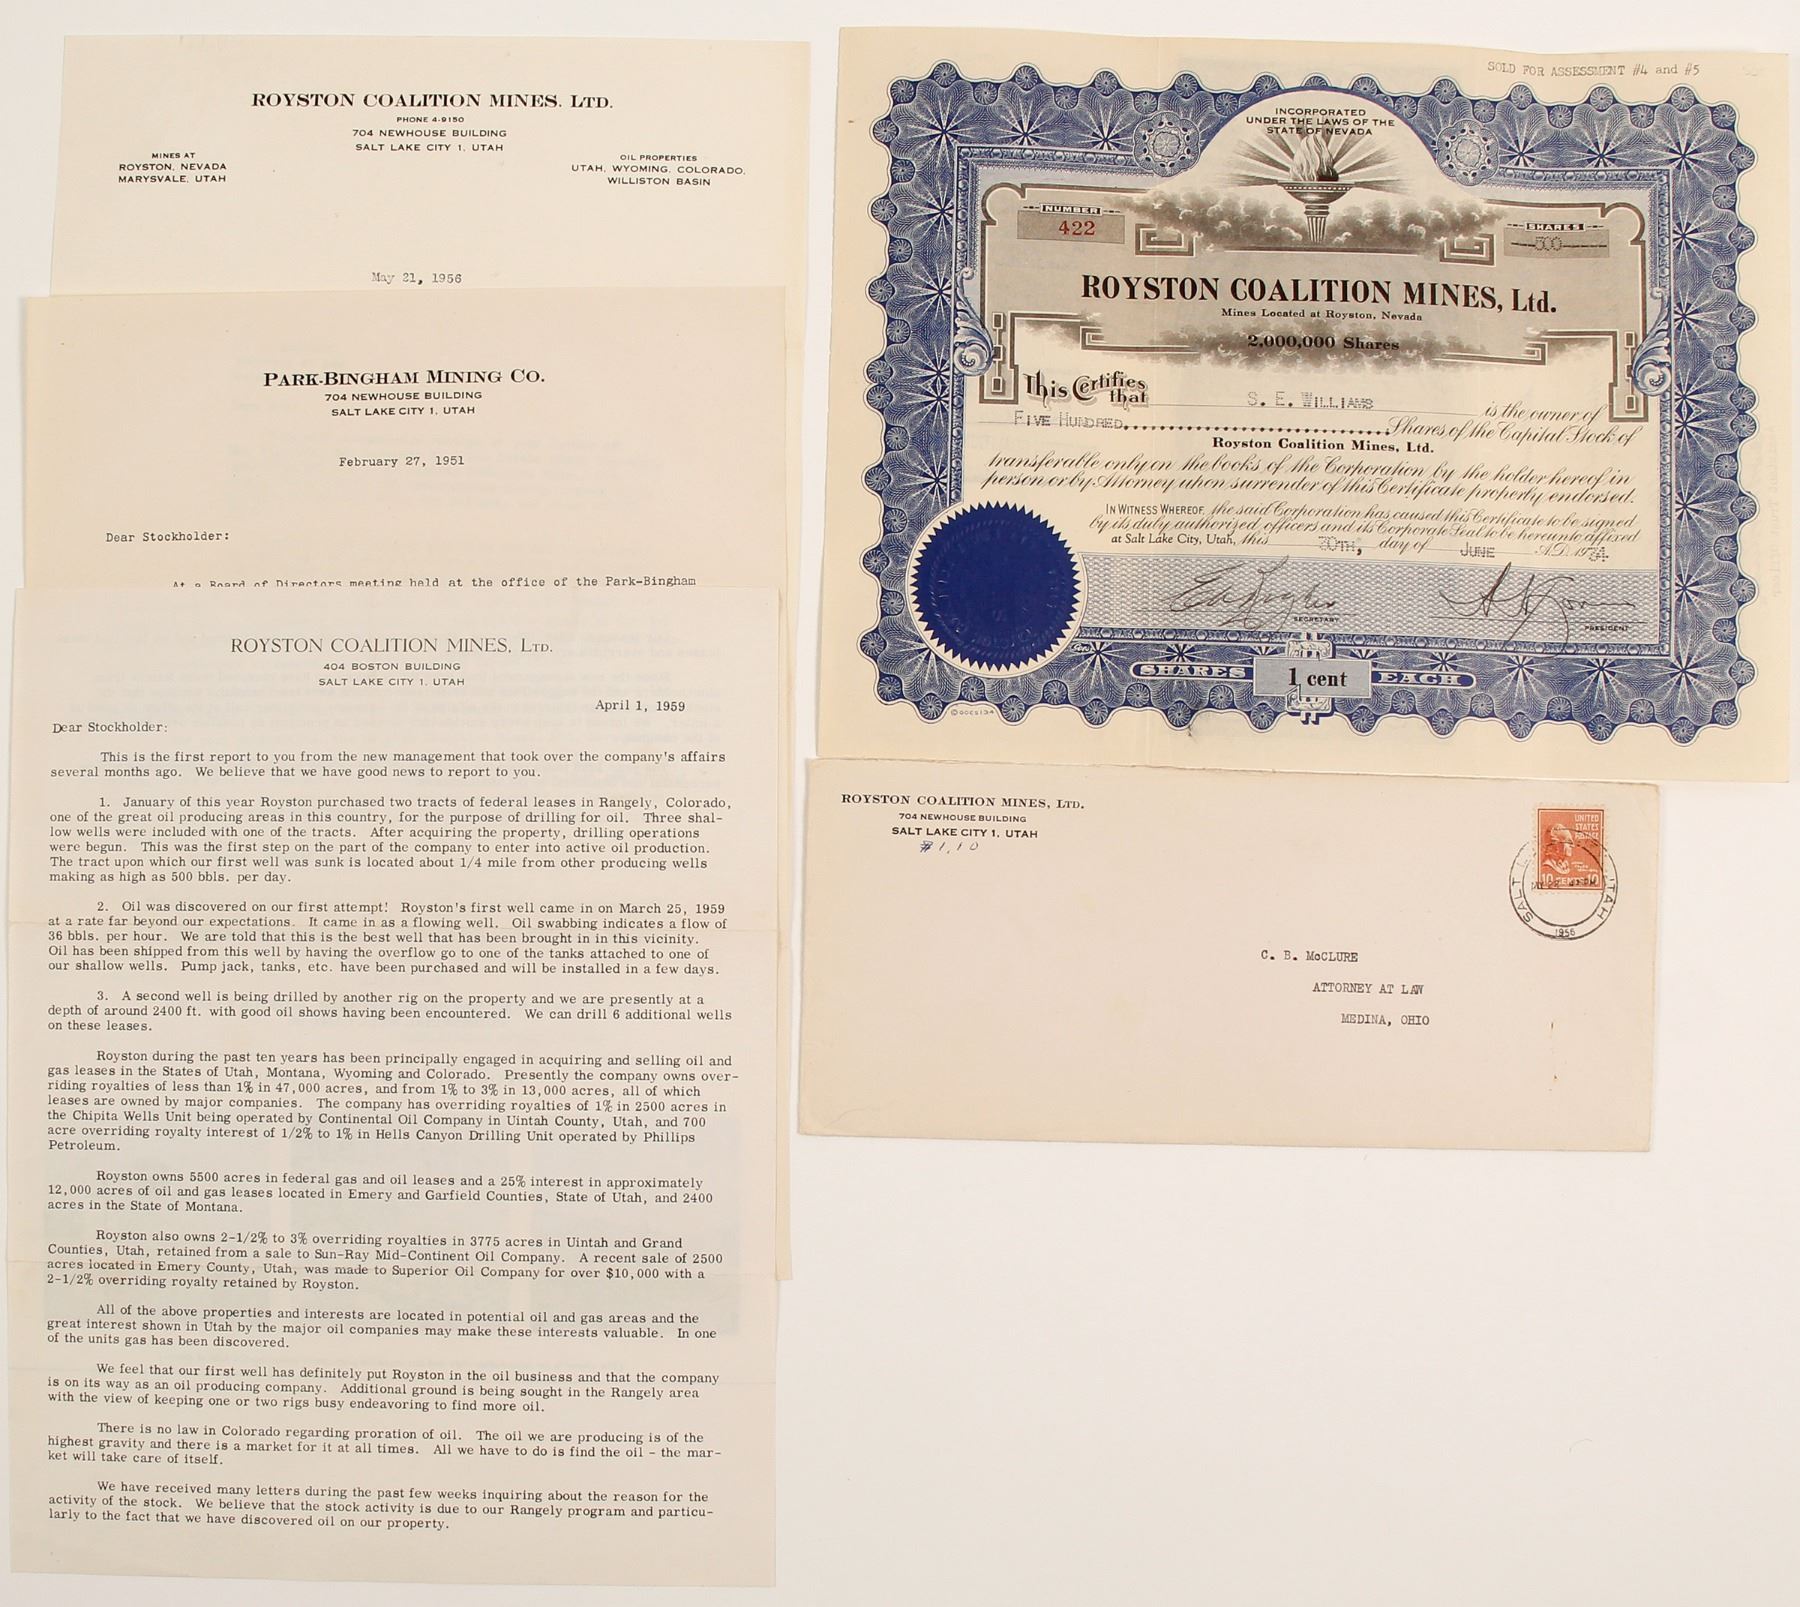 ROYSTON COALITION MINES, LTD.
PHONE 4-9150
704 NEWHOUSE BUILDING
SALT LAKE CITY 1, UTAH
MINES AT
ROYSTON, NEVADA
MARYSVALE, UTAH
OIL PROPERTIES
UTAH, WYOMING, COLORADO,
WILLISTON BASIN
May 21, 1956
PARK-BINGHAM MINING CO.
704 NEWHOUSE BUILDING
SALT LAKE CITY 1, UTAH
February 27, 1951
Dear Stockholder:
At a Board of Directors meeting held at the office of the Park-Bingham
ROYSTON COALITION MINES, LTD.
404 BOSTON BUILDING
SALT LAKE CITY 1, UTAH
April 1, 1959
Dear Stockholder:
This is the first report to you from the new management that took over the company's affairs
several months ago. We believe that we have good news to report to you.
1. January of this year Royston purchased two tracts of federal leases in Rangely, Colorado,
one of the great oil producing areas in this country, for the purpose of drilling for oil. Three shal-
low wells were included with one of the tracts. After acquiring the property, drilling operations
were begun. This was the first step on the part of the company to enter into active oil production.
The tract upon which our first well was sunk is located about 1/4 mile from other producing wells
making as high as 500 bbls. per day.
2. Oil was discovered on our first attempt! Royston's first well came in on March 25, 1959
at a rate far beyond our expectations. It came in as a flowing well. Oil swabbing indicates a flow of
36 bbls. per hour. We are told that this is the best well that has been brought in in this vicinity.
Oil has been shipped from this well by having the overflow go to one of the tanks attached to one of
our shallow wells. Pump jack, tanks, etc. have been purchased and will be installed in a few days.
3. A second well is being drilled by another rig on the property and we are presently at a
depth of around 2400 ft. with good oil shows having been encountered. We can drill 6 additional wells
on these leases.
Royston during the past ten years has been principally engaged in acquiring and selling oil and
gas leases in the States of Utah, Montana, Wyoming and Colorado. Presently the company owns over-
riding royalties of less than 1% in 47,000 acres, and from 1% to 3% in 13,000 acres, all of which
leases are owned by major companies. The company has overriding royalties of 1% in 2500 acres in
the Chipita Wells Unit being operated by Continental Oil Company in Uintah County, Utah, and 700
acre overriding royalty interest of 1/2% to 1% in Hells Canyon Drilling Unit operated by Phillips
Petroleum.
Royston owns 5500 acres in federal gas and oil leases and a 25% interest in approximately
12,000 acres of oil and gas leases located in Emery and Garfield Counties, State of Utah, and 2400
acres in the State of Montana.
Royston also owns 2-1/2% to 3% overriding royalties in 3775 acres in Uintah and Grand
Counties, Utah, retained from a sale to Sun-Ray Mid-Continent Oil Company. A recent sale of 2500
acres located in Emery County, Utah, was made to Superior Oil Company for over $10,000 with a
2-1/2% overriding royalty retained by Royston.
All of the above properties and interests are located in potential oil and gas areas and the
great interest shown in Utah by the major oil companies may make these interests valuable. In one
of the units gas has been discovered.
We feel that our first well has definitely put Royston in the oil business and that the company
is on its way as an oil producing company. Additional ground is being sought in the Rangely area
with the view of keeping one or two rigs busy endeavoring to find more oil.
There is no law in Colorado regarding proration of oil. The oil we are producing is of the
highest gravity and there is a market for it at all times. All we have to do is find the oil - the mar-
ket will take care of itself.
We have received many letters during the past few weeks inquiring about the reason for the
activity of the stock. We believe that the stock activity is due to our Rangely program and particu-
larly to the fact that we have discovered oil on our property.
SOLD FOR ASSESSMENT #4 and #5
INCORPORATED
UNDER THE LAWS OF THE
STATE OF NEVADA
NUMBER
422
SHARES
500
ROYSTON COALITION MINES, Ltd.
Mines Located at Royston, Nevada
2,000,000 Shares
This Certifies that S. E. WILLIAMS is the owner of
FIVE HUNDRED Shares of the Capital Stock of
Royston Coalition Mines, Ltd.
transferable only on the books of the Corporation by the holder hereof in
person or by Attorney upon surrender of this Certificate properly endorsed.
IN WITNESS WHEREOF, the said Corporation has caused this Certificate to be signed
by its duly authorized officers and its Corporate Seal to be hereunto affixed
at Salt Lake City, Utah, this 30TH, day of JUNE A.D. 1934.
SECRETARY
PRESIDENT
SHARES 1 cent EACH
ROYSTON COALITION MINES, LTD.
704 NEWHOUSE BUILDING
SALT LAKE CITY 1, UTAH
#1,10
UNITED
STATES
POSTAGE
10 CENTS 10
SALT UTAH
1956
C. B. McCLURE
ATTORNEY AT LAW
MEDINA, OHIO